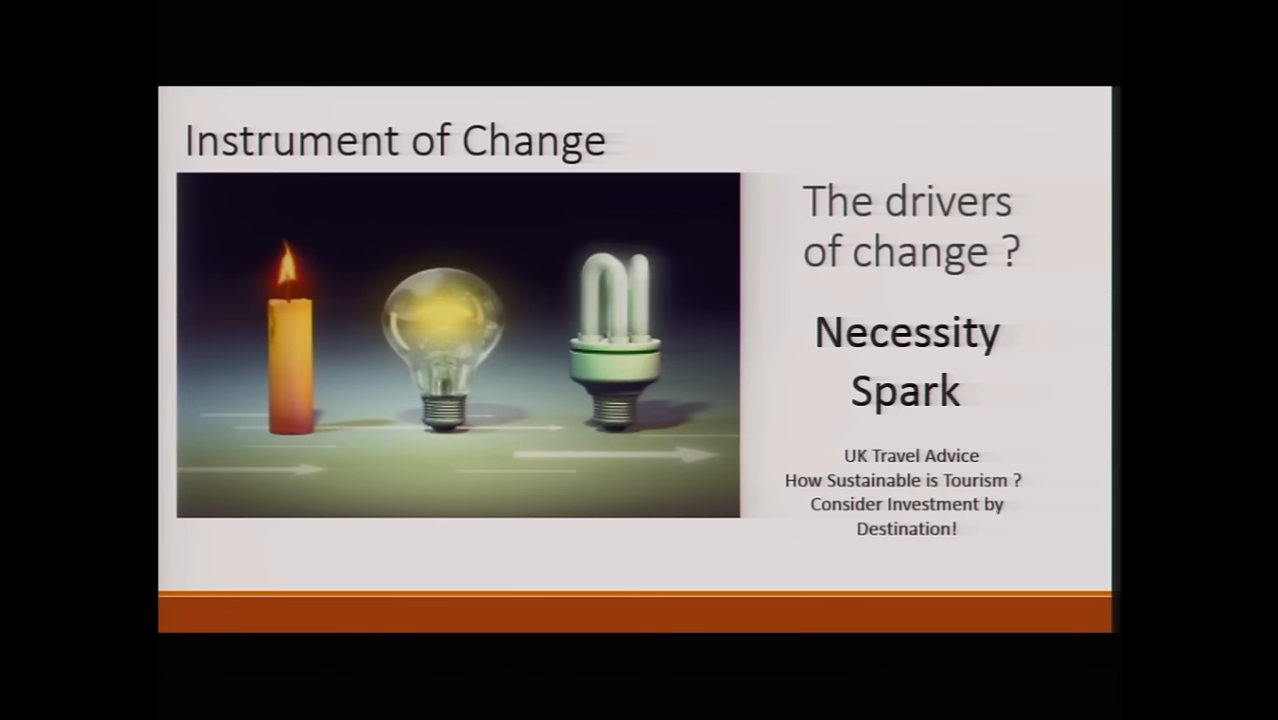 Instrument of Change
The drivers
of change ?
Necessity
Spark
UK Travel Advice
How Sustainable is Tourism ?
Consider Investment by
Destination!